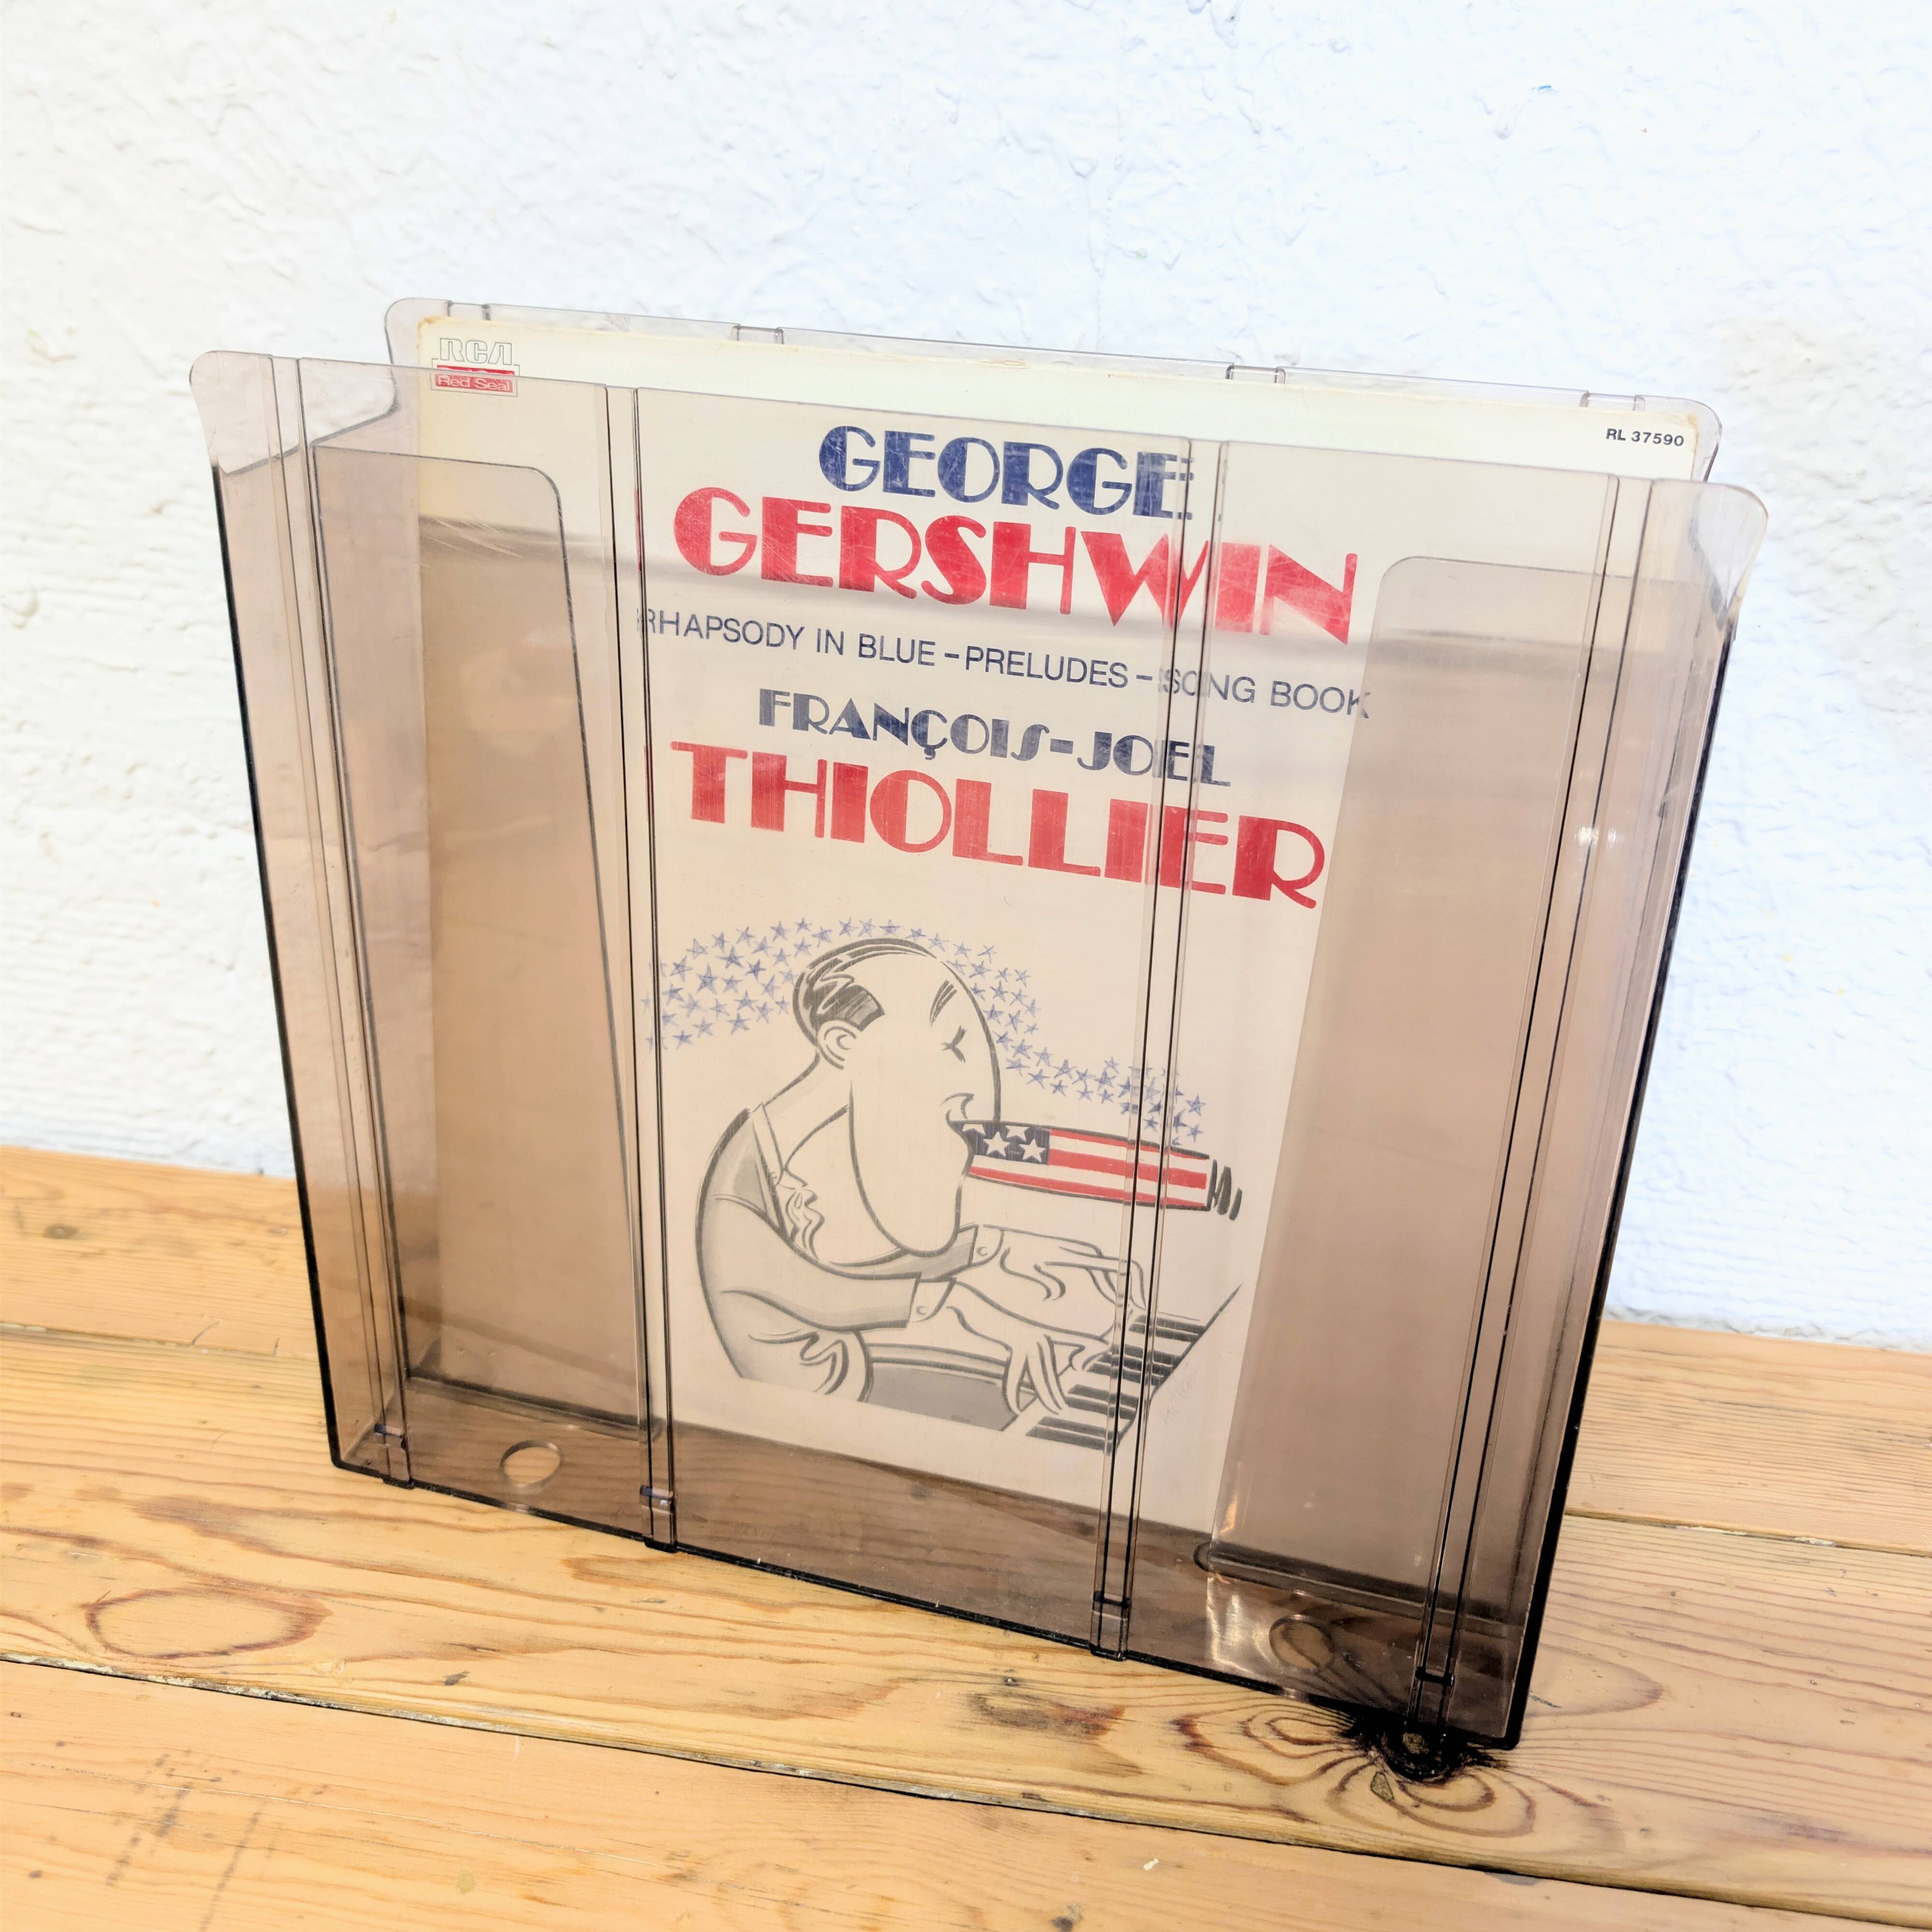 RCA
Red Seal
RL 37590
GEORGE
GERSHWIN
RHAPSODY IN BLUE - PRELUDES - SONG BOOK
FRANÇOIS-JOEL
THIOLLIER